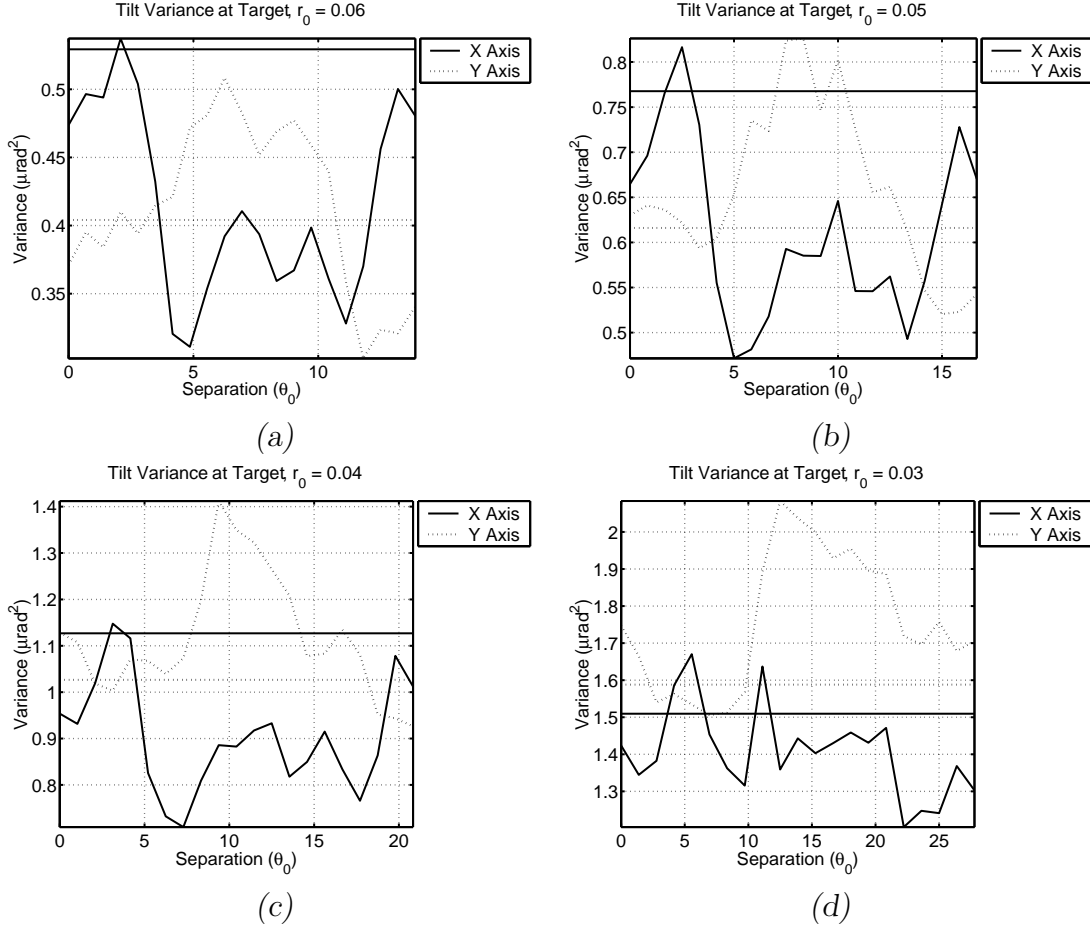 Tilt Variance at Target, r0 = 0.06
X Axis
Y Axis
0.5
0.45
0.4
0.35
Variance (μrad2)
0 5 10
Separation (θ0)
(a)
Tilt Variance at Target, r0 = 0.05
X Axis
Y Axis
0.8
0.75
0.7
0.65
0.6
0.55
0.5
Variance (μrad2)
0 5 10 15
Separation (θ0)
(b)
Tilt Variance at Target, r0 = 0.04
X Axis
Y Axis
1.4
1.3
1.2
1.1
1
0.9
0.8
Variance (μrad2)
0 5 10 15 20
Separation (θ0)
(c)
Tilt Variance at Target, r0 = 0.03
X Axis
Y Axis
2
1.9
1.8
1.7
1.6
1.5
1.4
1.3
Variance (μrad2)
0 5 10 15 20 25
Separation (θ0)
(d)